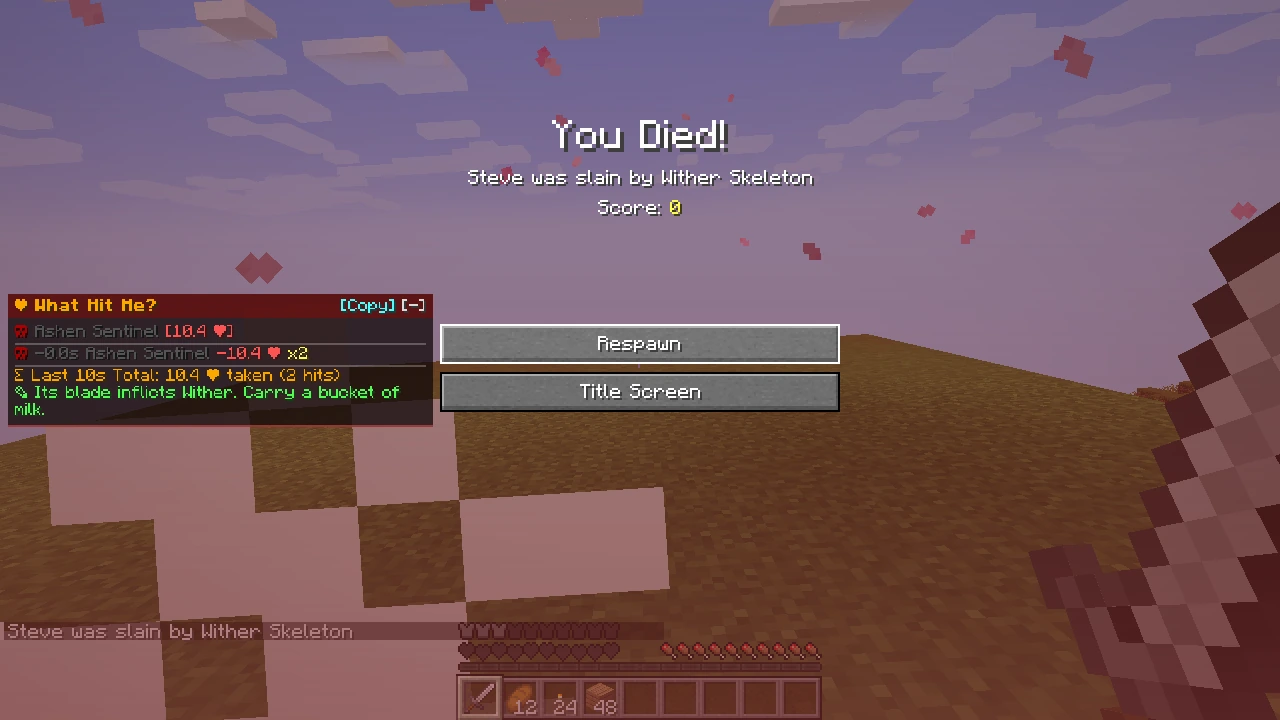 You Died!
Steve was slain by Wither Skeleton
Score: 0
What Hit Me? [Copy] [-]
Ashen Sentinel [10.4 ♥]
-0.0s Ashen Sentinel -10.4 ♥ x2
Σ Last 10s Total: 10.4 ♥ taken (2 hits)
✎ Its blade inflicts Wither. Carry a bucket of
milk.
Respawn
Title Screen
Steve was slain by Wither Skeleton
12 24 48